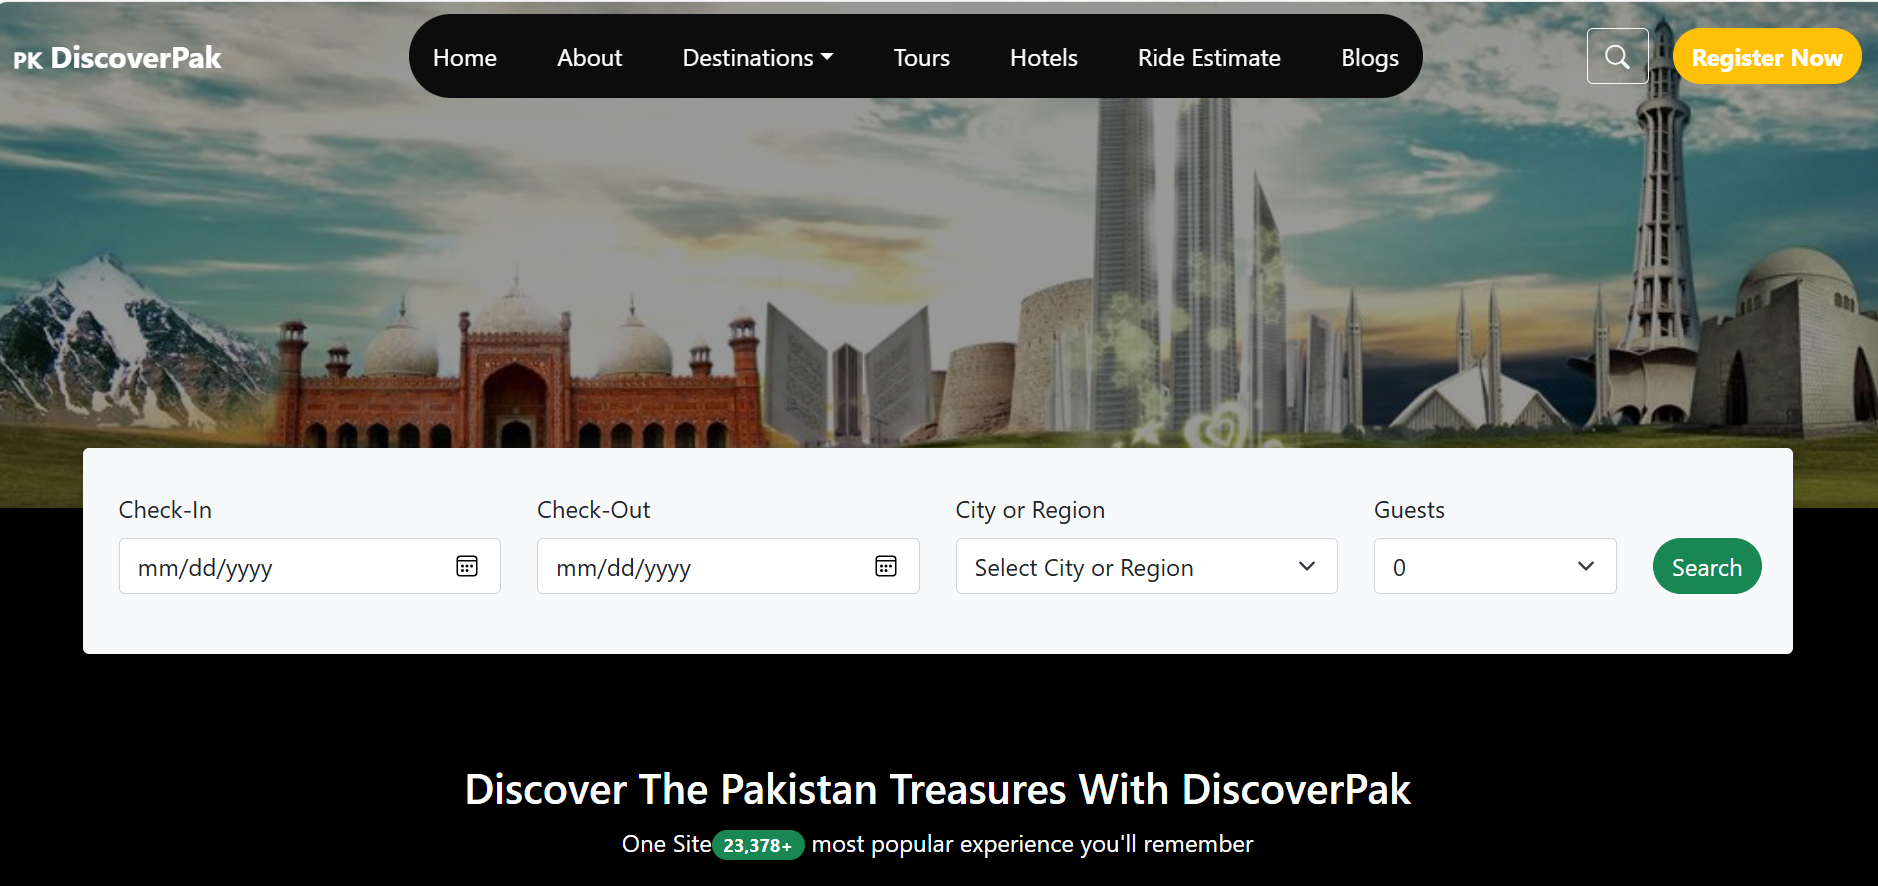 PK DiscoverPak
Home About Destinations Tours Hotels Ride Estimate Blogs
Register Now
Check-In Check-Out City or Region Guests
mm/dd/yyyy mm/dd/yyyy Select City or Region 0 Search
Discover The Pakistan Treasures With DiscoverPak
One Site 23,378+ most popular experience you'll remember